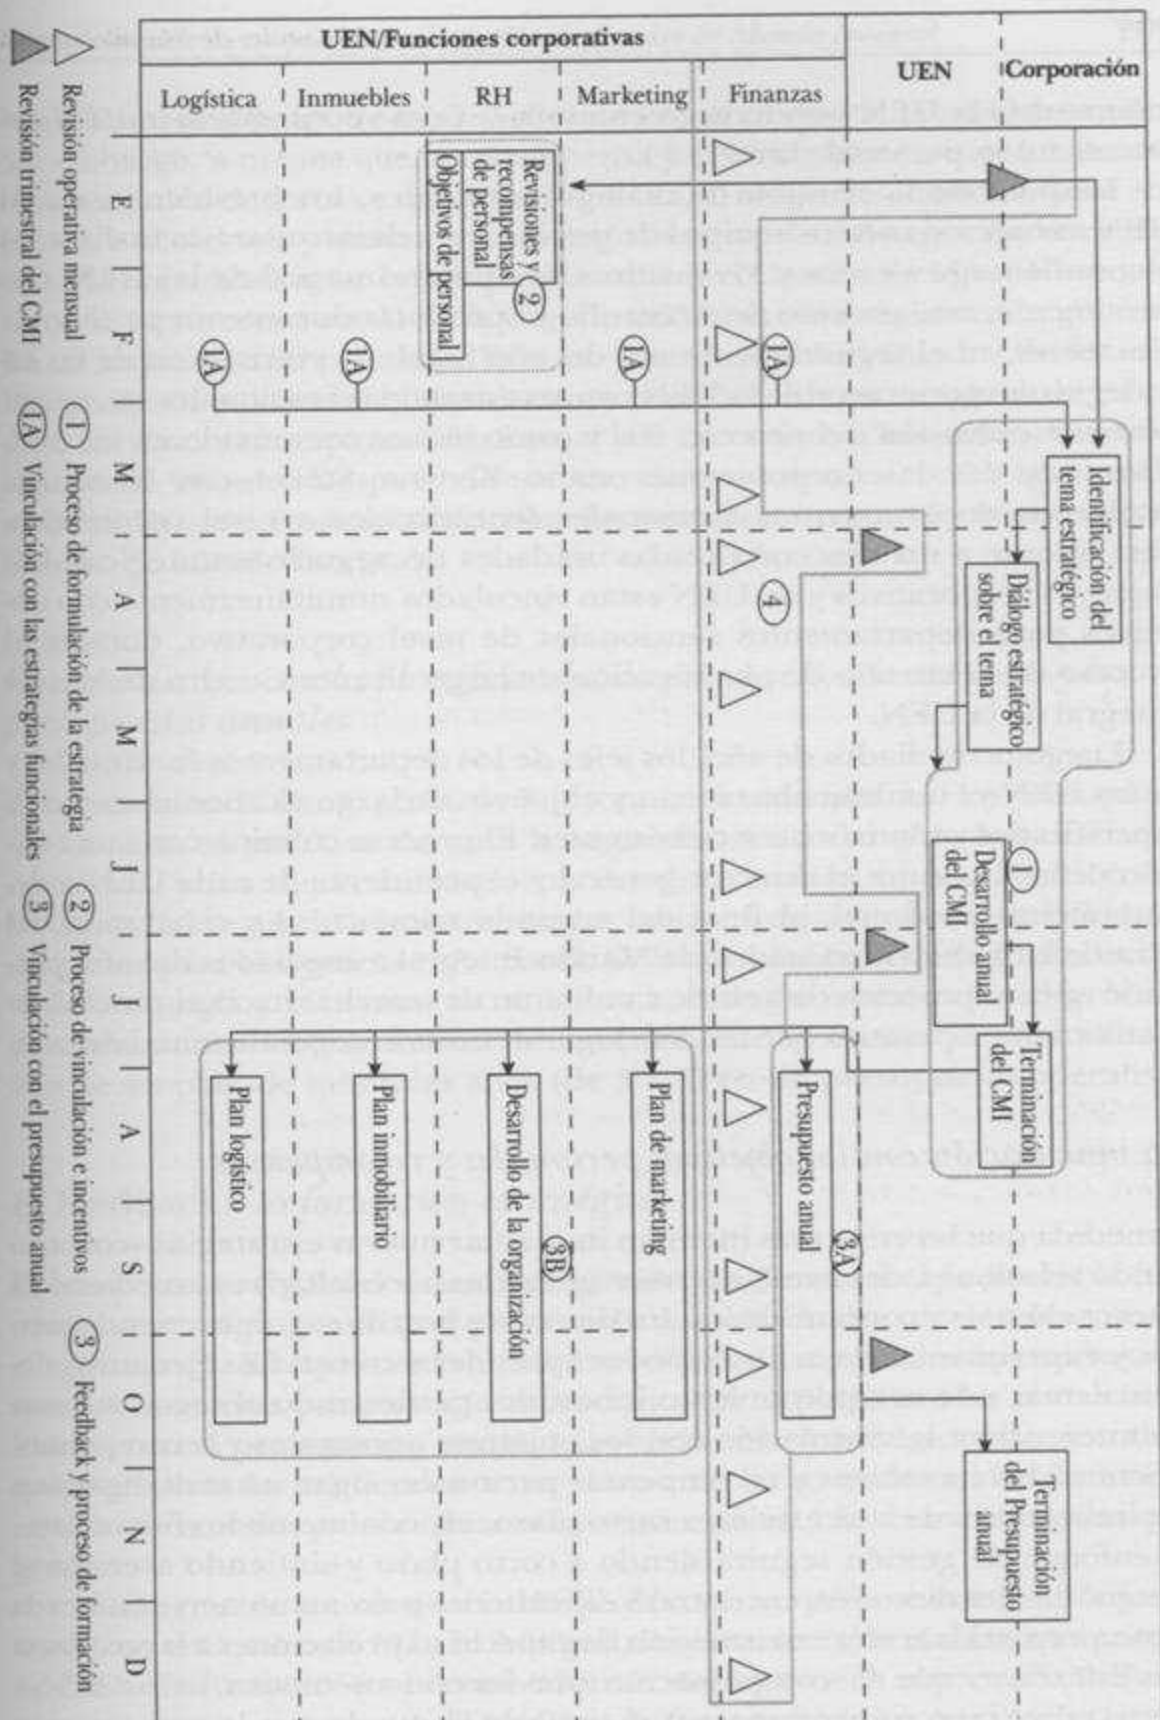 Corporación
UEN
UEN/Funciones corporativas
Finanzas
Marketing
RH
Inmuebles
Logística
E
F
M
A
M
J
J
A
S
O
N
D
Identificación del
tema estratégico
Diálogo estratégico
sobre el tema
1
Desarrollo anual
del CMI
Terminación
del CMI
Terminación
del Presupuesto
anual
1A
4
Presupuesto anual
3A
1A
Plan de marketing
Revisiones y
recompensas
de personal
2
Objetivos de personal
Desarrollo de la organización
3B
1A
Plan inmobiliario
1A
Plan logístico
Revisión operativa mensual
Revisión trimestral del CMI
1 Proceso de formulación de la estrategia
1A Vinculación con las estrategias funcionales
2 Proceso de vinculación e incentivos
3 Vinculación con el presupuesto anual
3 Feedback y proceso de formación